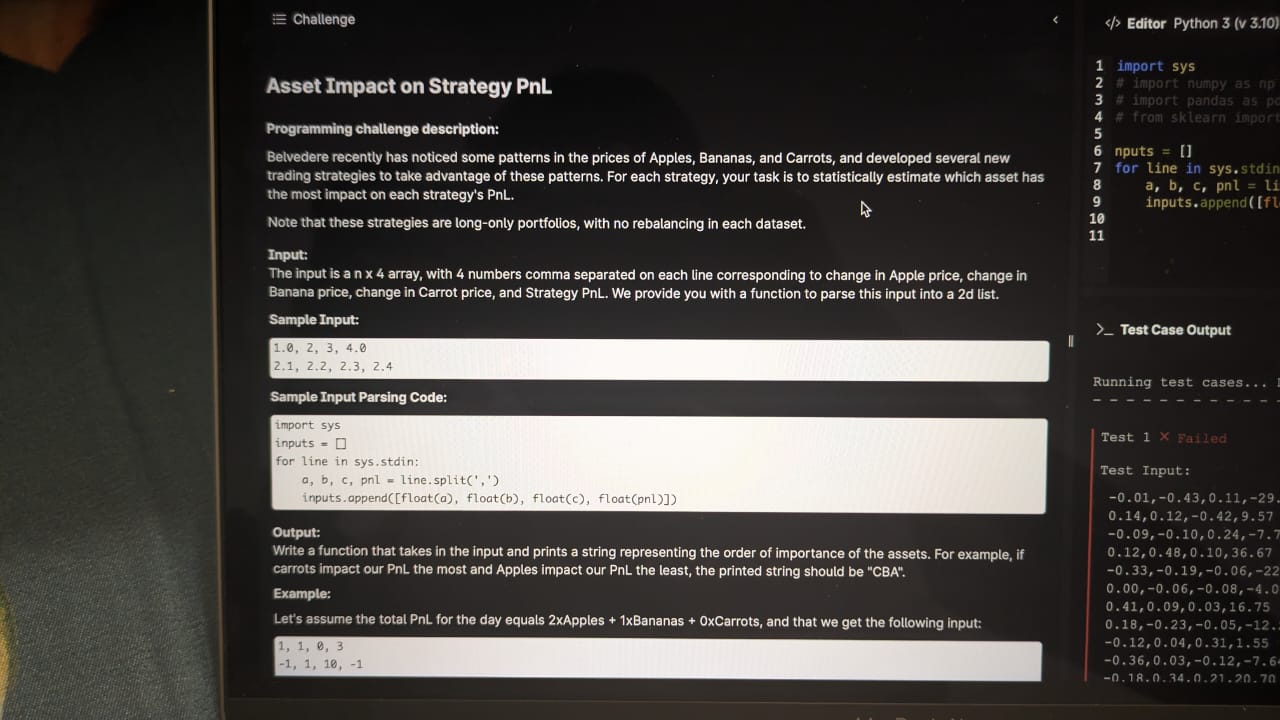 Challenge
Asset Impact on Strategy PnL
Programming challenge description:
Belvedere recently has noticed some patterns in the prices of Apples, Bananas, and Carrots, and developed several new
trading strategies to take advantage of these patterns. For each strategy, your task is to statistically estimate which asset has
the most impact on each strategy's PnL.
Note that these strategies are long-only portfolios, with no rebalancing in each dataset.
Input:
The input is a n x 4 array, with 4 numbers comma separated on each line corresponding to change in Apple price, change in
Banana price, change in Carrot price, and Strategy PnL. We provide you with a function to parse this input into a 2d list.
Sample Input:
1.0, 2, 3, 4.0
2.1, 2.2, 2.3, 2.4
Sample Input Parsing Code:
import sys
inputs = []
for line in sys.stdin:
    a, b, c, pnl = line.split(',')
    inputs.append([float(a), float(b), float(c), float(pnl)])
Output:
Write a function that takes in the input and prints a string representing the order of importance of the assets. For example, if
carrots impact our PnL the most and Apples impact our PnL the least, the printed string should be "CBA".
Example:
Let's assume the total PnL for the day equals 2xApples + 1xBananas + 0xCarrots, and that we get the following input:
1, 1, 0, 3
-1, 1, 10, -1
</> Editor Python 3 (v 3.10)
1 import sys
2 # import numpy as np
3 # import pandas as p
4 # from sklearn import
5
6 nputs = []
7 for line in sys.stdin
8     a, b, c, pnl = li
9     inputs.append([fl
10
11
>_ Test Case Output
Running test cases...
Test 1 × Failed
Test Input:
-0.01,-0.43,0.11,-29.
0.14,0.12,-0.42,9.57
-0.09,-0.10,0.24,-7.7
0.12,0.48,0.10,36.67
-0.33,-0.19,-0.06,-22
0.00,-0.06,-0.08,-4.0
0.41,0.09,0.03,16.75
0.18,-0.23,-0.05,-12.
-0.12,0.04,0.31,1.55
-0.36,0.03,-0.12,-7.6
-0.18,0.34,0.21,20.70